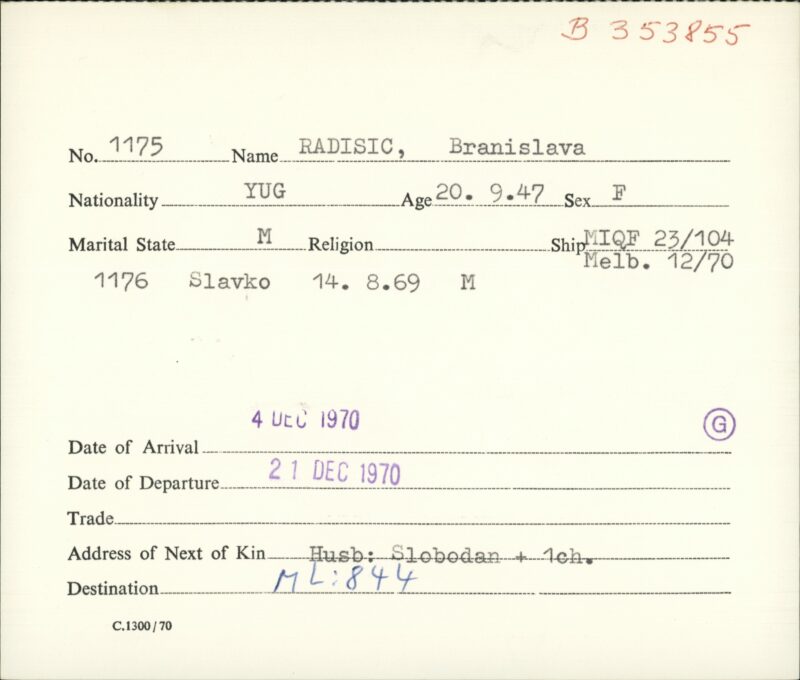 B 353855
No. 1175 Name RADISIC, Branislava
Nationality YUG Age 20. 9.47 Sex F
Marital State M Religion Ship MIQF 23/104
Melb. 12/70
1176 Slavko 14. 8.69 M
4 DEC 1970
G
Date of Arrival
Date of Departure 21 DEC 1970
Trade
Address of Next of Kin Husb: Slobodan + 1ch.
Destination ML:844
C.1300/70